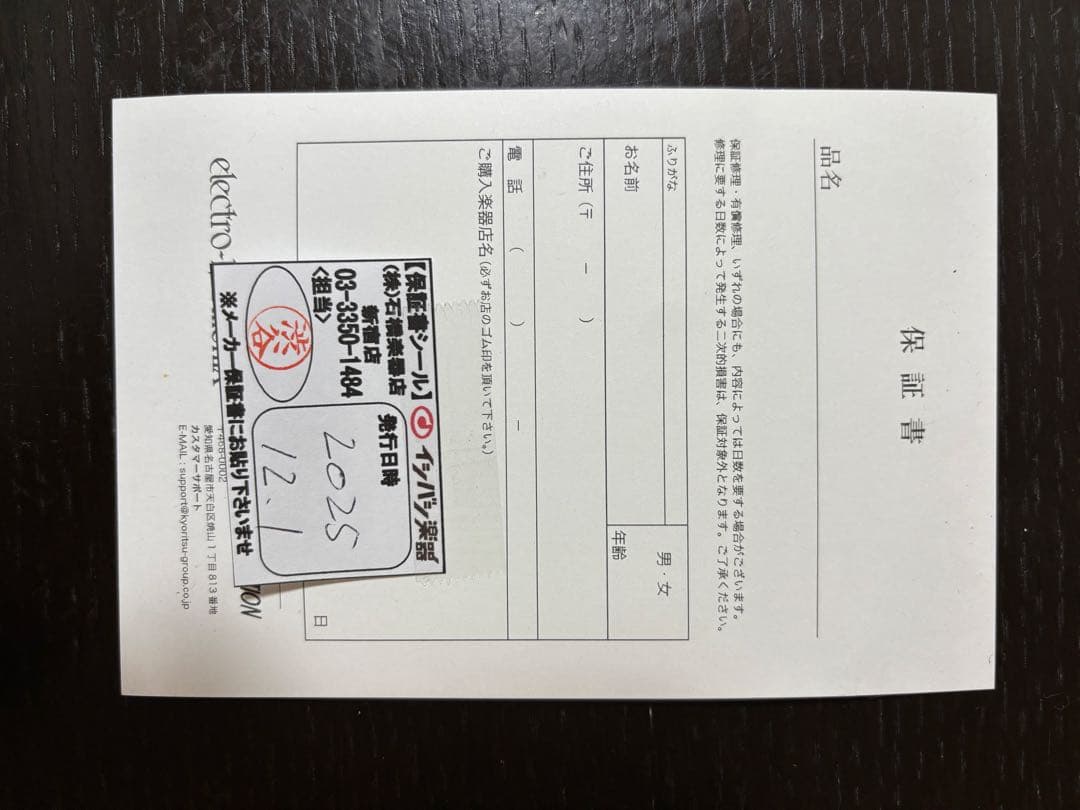 保証書
品名
保証修理・有償修理、いずれの場合にも、内容によっては日数を要する場合がございます。
修理に要する日数によって発生する二次的損害は、保証対象外となります。ご了承ください。
ふりがな
お名前
男・女
年齢
ご住所（〒　　－　　）
電話　　（　　）　　－
ご購入楽器店名（必ずお店のゴム印を頂いて下さい。）
日
【保証書シール】イシバシ楽器
(株)石橋楽器店
新宿店
03-3350-1484
<担当>
渋谷
発行日時
2025
12.1
※メーカー保証書にお貼り下さいませ
electro-
TION
愛知県名古屋市天白区焼山1丁目813番地
カスタマーサポート
E-MAIL : support@kyoritsu-group.co.jp